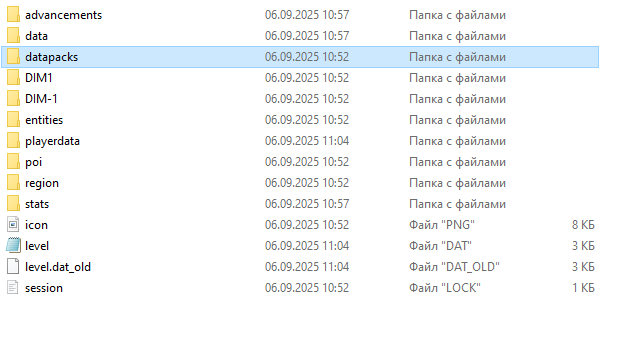 advancements 06.09.2025 10:57 Папка с файлами
data 06.09.2025 10:57 Папка с файлами
datapacks 06.09.2025 10:52 Папка с файлами
DIM1 06.09.2025 10:52 Папка с файлами
DIM-1 06.09.2025 10:52 Папка с файлами
entities 06.09.2025 10:52 Папка с файлами
playerdata 06.09.2025 11:04 Папка с файлами
poi 06.09.2025 10:52 Папка с файлами
region 06.09.2025 10:52 Папка с файлами
stats 06.09.2025 10:57 Папка с файлами
icon 06.09.2025 10:52 Файл "PNG" 8 КБ
level 06.09.2025 11:04 Файл "DAT" 3 КБ
level.dat_old 06.09.2025 11:04 Файл "DAT_OLD" 3 КБ
session 06.09.2025 10:52 Файл "LOCK" 1 КБ